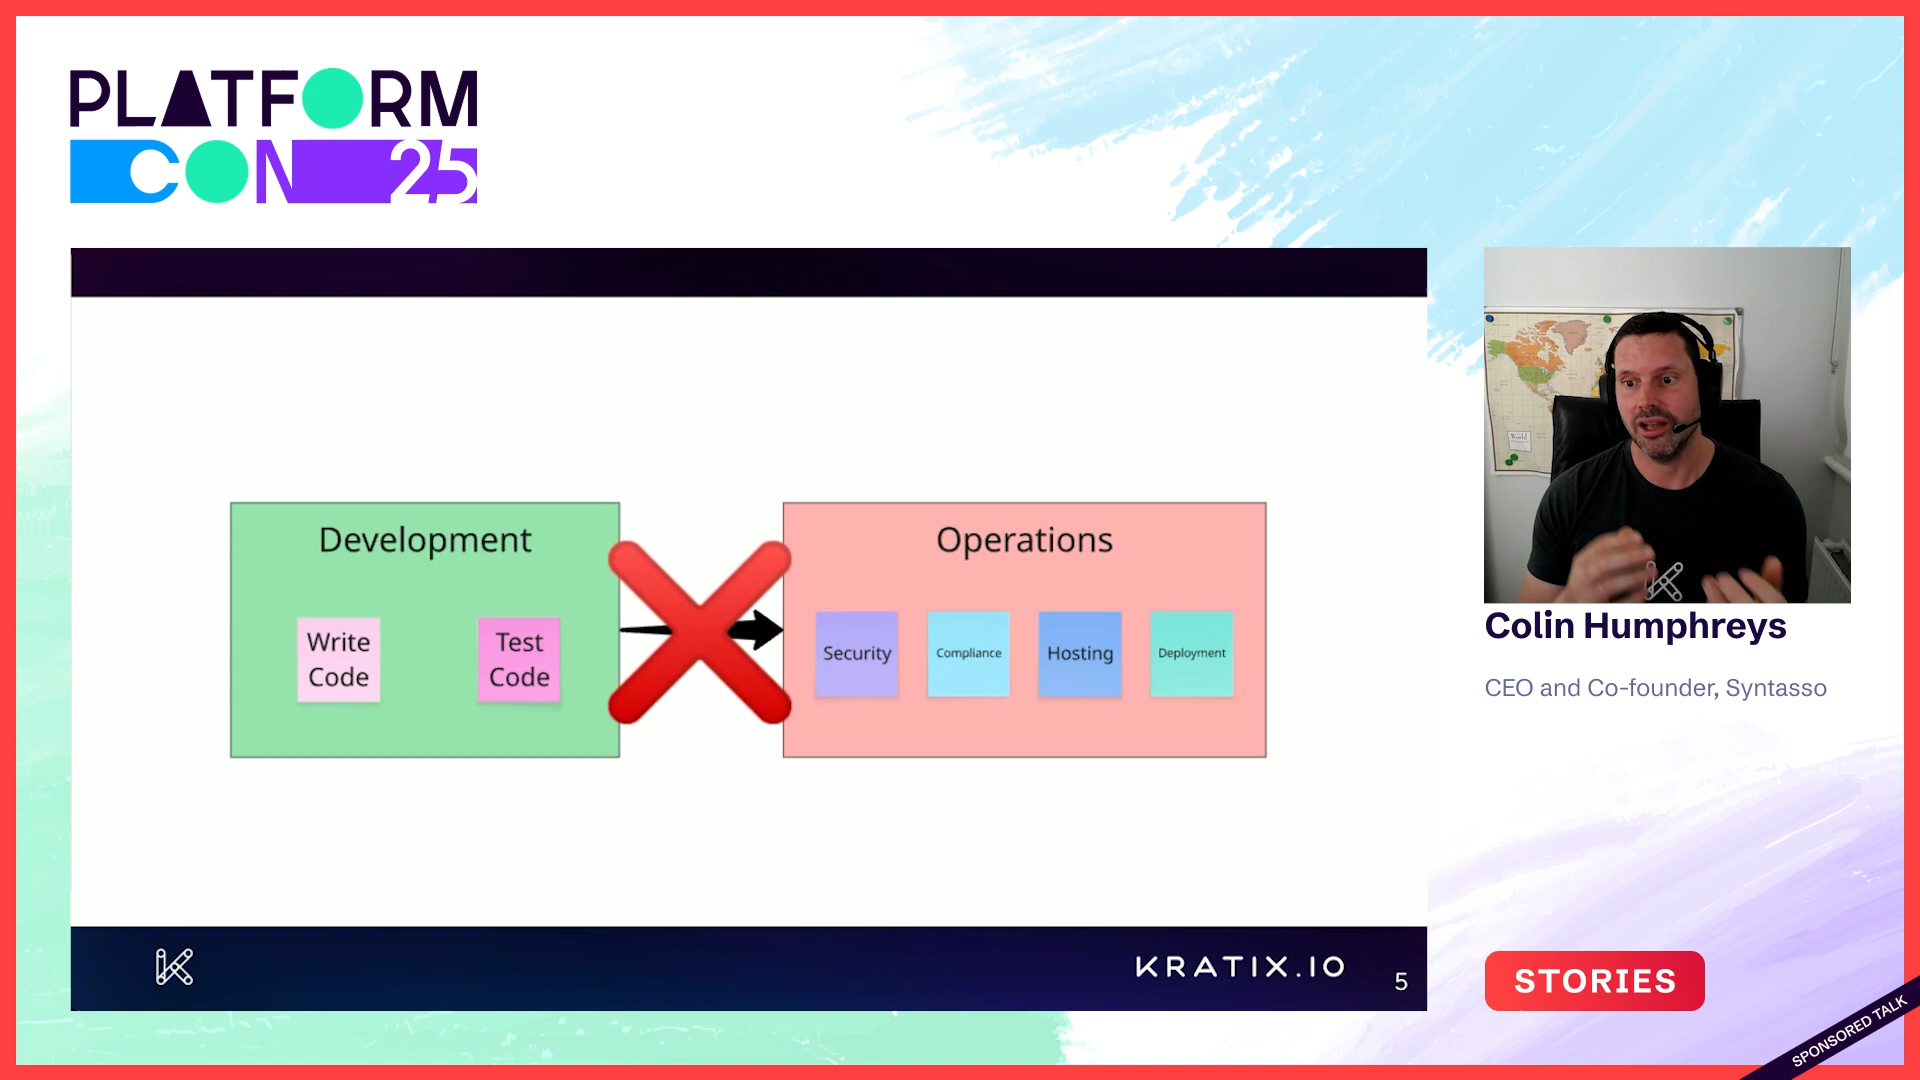 PLATFORM
CON 25
Development
Write
Code
Test
Code
Operations
Security
Compliance
Hosting
Deployment
KRATIX.IO
5
World
Colin Humphreys
CEO and Co-founder, Syntasso
STORIES
SPONSORED TALK